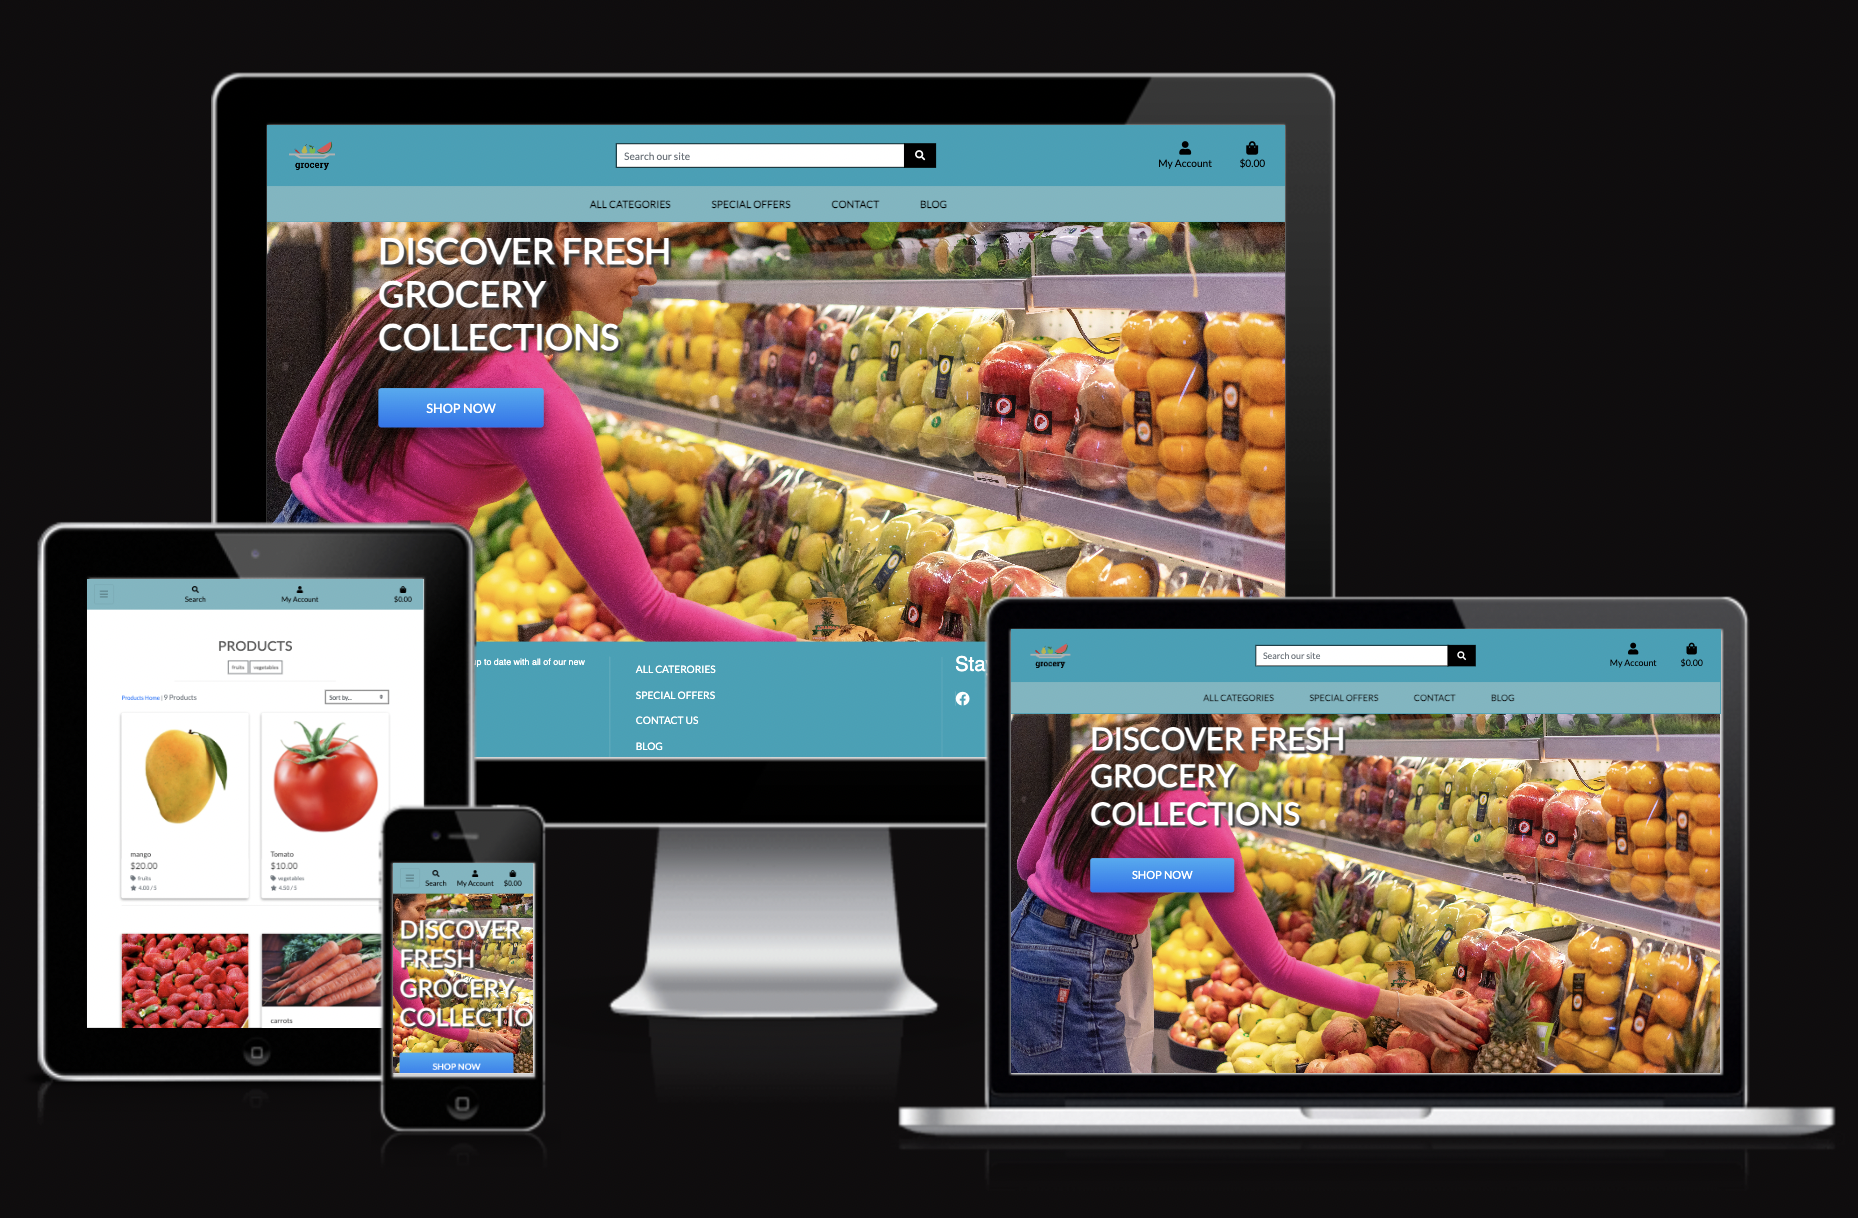 grocery
Search our site
My Account
$0.00
ALL CATEGORIES
SPECIAL OFFERS
CONTACT
BLOG
DISCOVER FRESH
GROCERY
COLLECTIONS
SHOP NOW
up to date with all of our new
ALL CATERORIES
SPECIAL OFFERS
CONTACT US
BLOG
Sta
Search
My Account
$0.00
PRODUCTS
fruits
vegetables
Products Home | 9 Products
Sort by...
mango
$20.00
fruits
4.00 / 5
Tomato
$10.00
vegetables
4.50 / 5
carrots
Search
My Account
$0.00
DISCOVER
FRESH
GROCERY
COLLECTIO
SHOP NOW
grocery
Search our site
My Account
$0.00
ALL CATEGORIES
SPECIAL OFFERS
CONTACT
BLOG
DISCOVER FRESH
GROCERY
COLLECTIONS
SHOP NOW